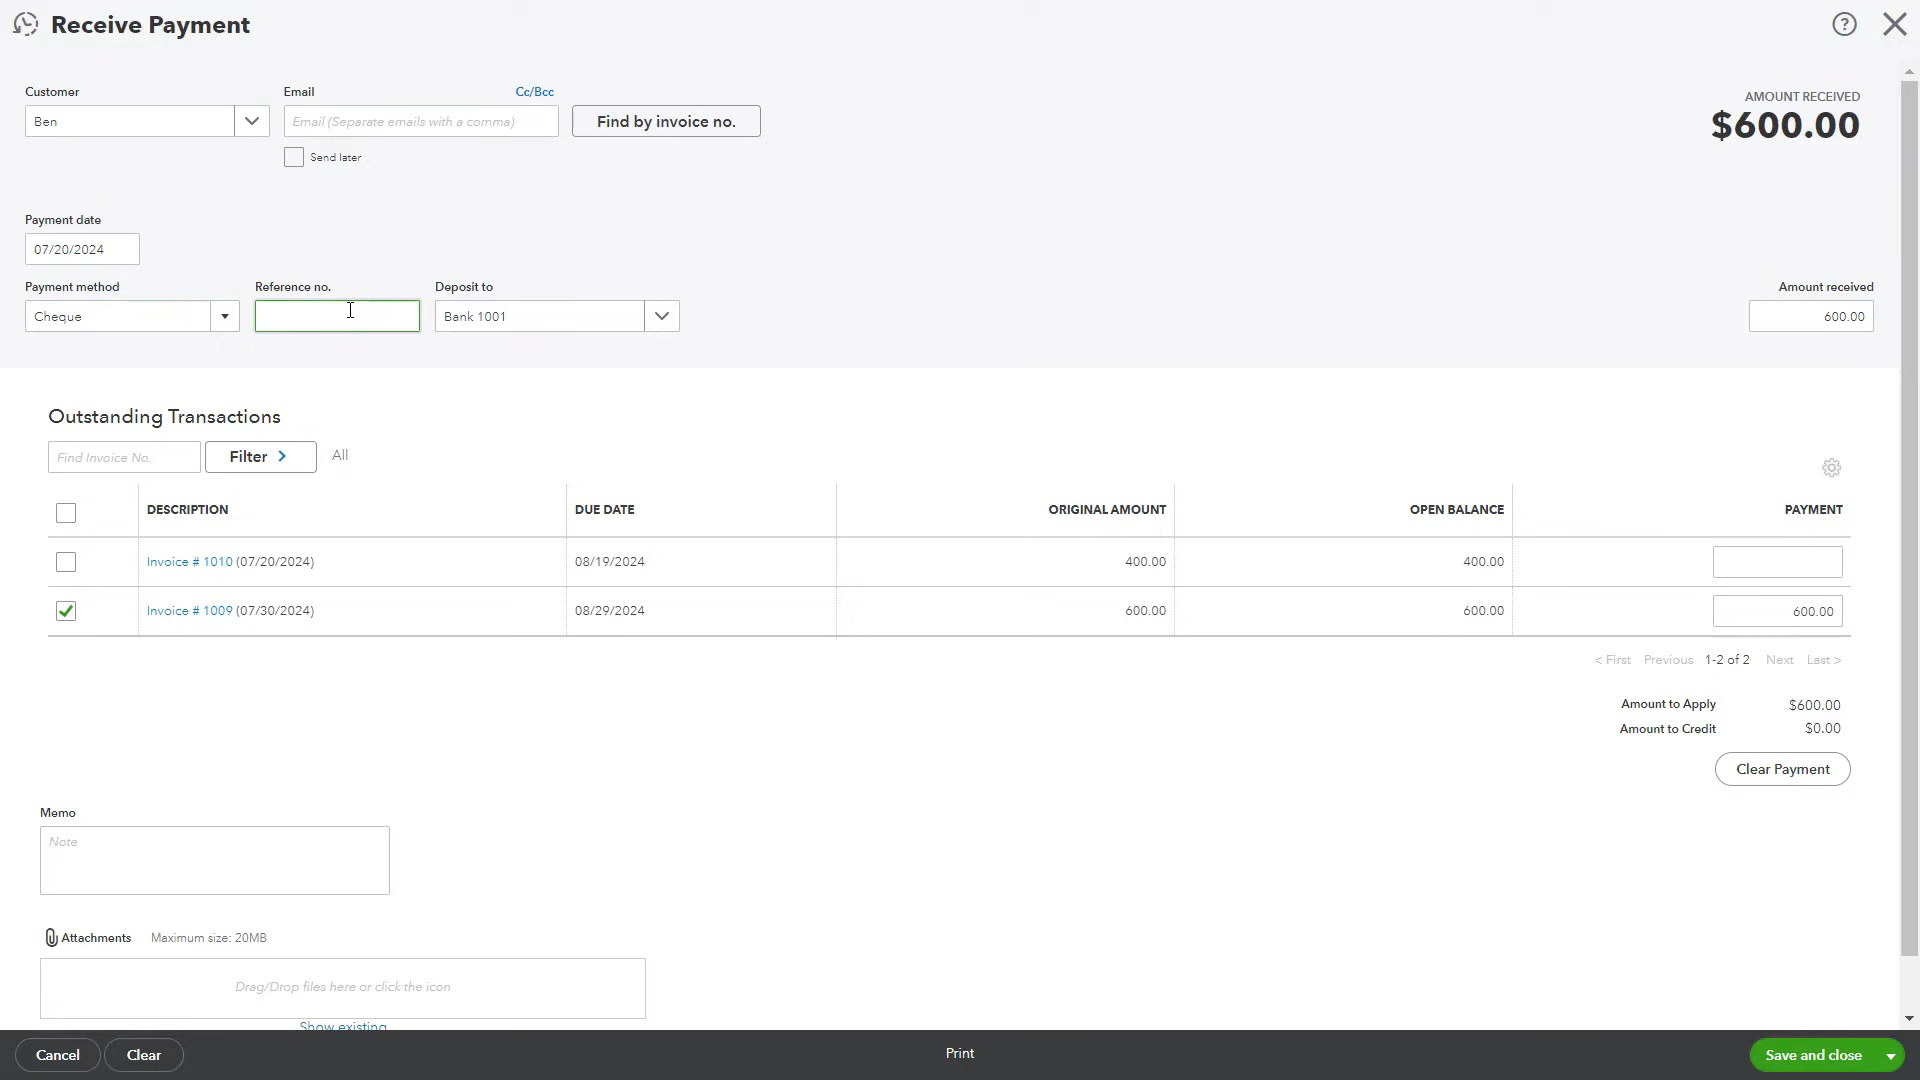 Receive Payment
Customer
Email
Cc/Bcc
AMOUNT RECEIVED
Ben
Email (Separate emails with a comma)
Find by invoice no.
$600.00
Send later
Payment date
07/20/2024
Payment method
Reference no.
Deposit to
Amount received
Cheque
Bank 1001
600.00
Outstanding Transactions
Find Invoice No.
Filter >
All
DESCRIPTION
DUE DATE
ORIGINAL AMOUNT
OPEN BALANCE
PAYMENT
Invoice # 1010 (07/20/2024)
08/19/2024
400.00
400.00
Invoice # 1009 (07/30/2024)
08/29/2024
600.00
600.00
600.00
< First Previous 1-2 of 2 Next Last >
Amount to Apply $600.00
Amount to Credit $0.00
Clear Payment
Memo
Note
Attachments Maximum size: 20MB
Drag/Drop files here or click the icon
Show existing
Cancel
Clear
Print
Save and close